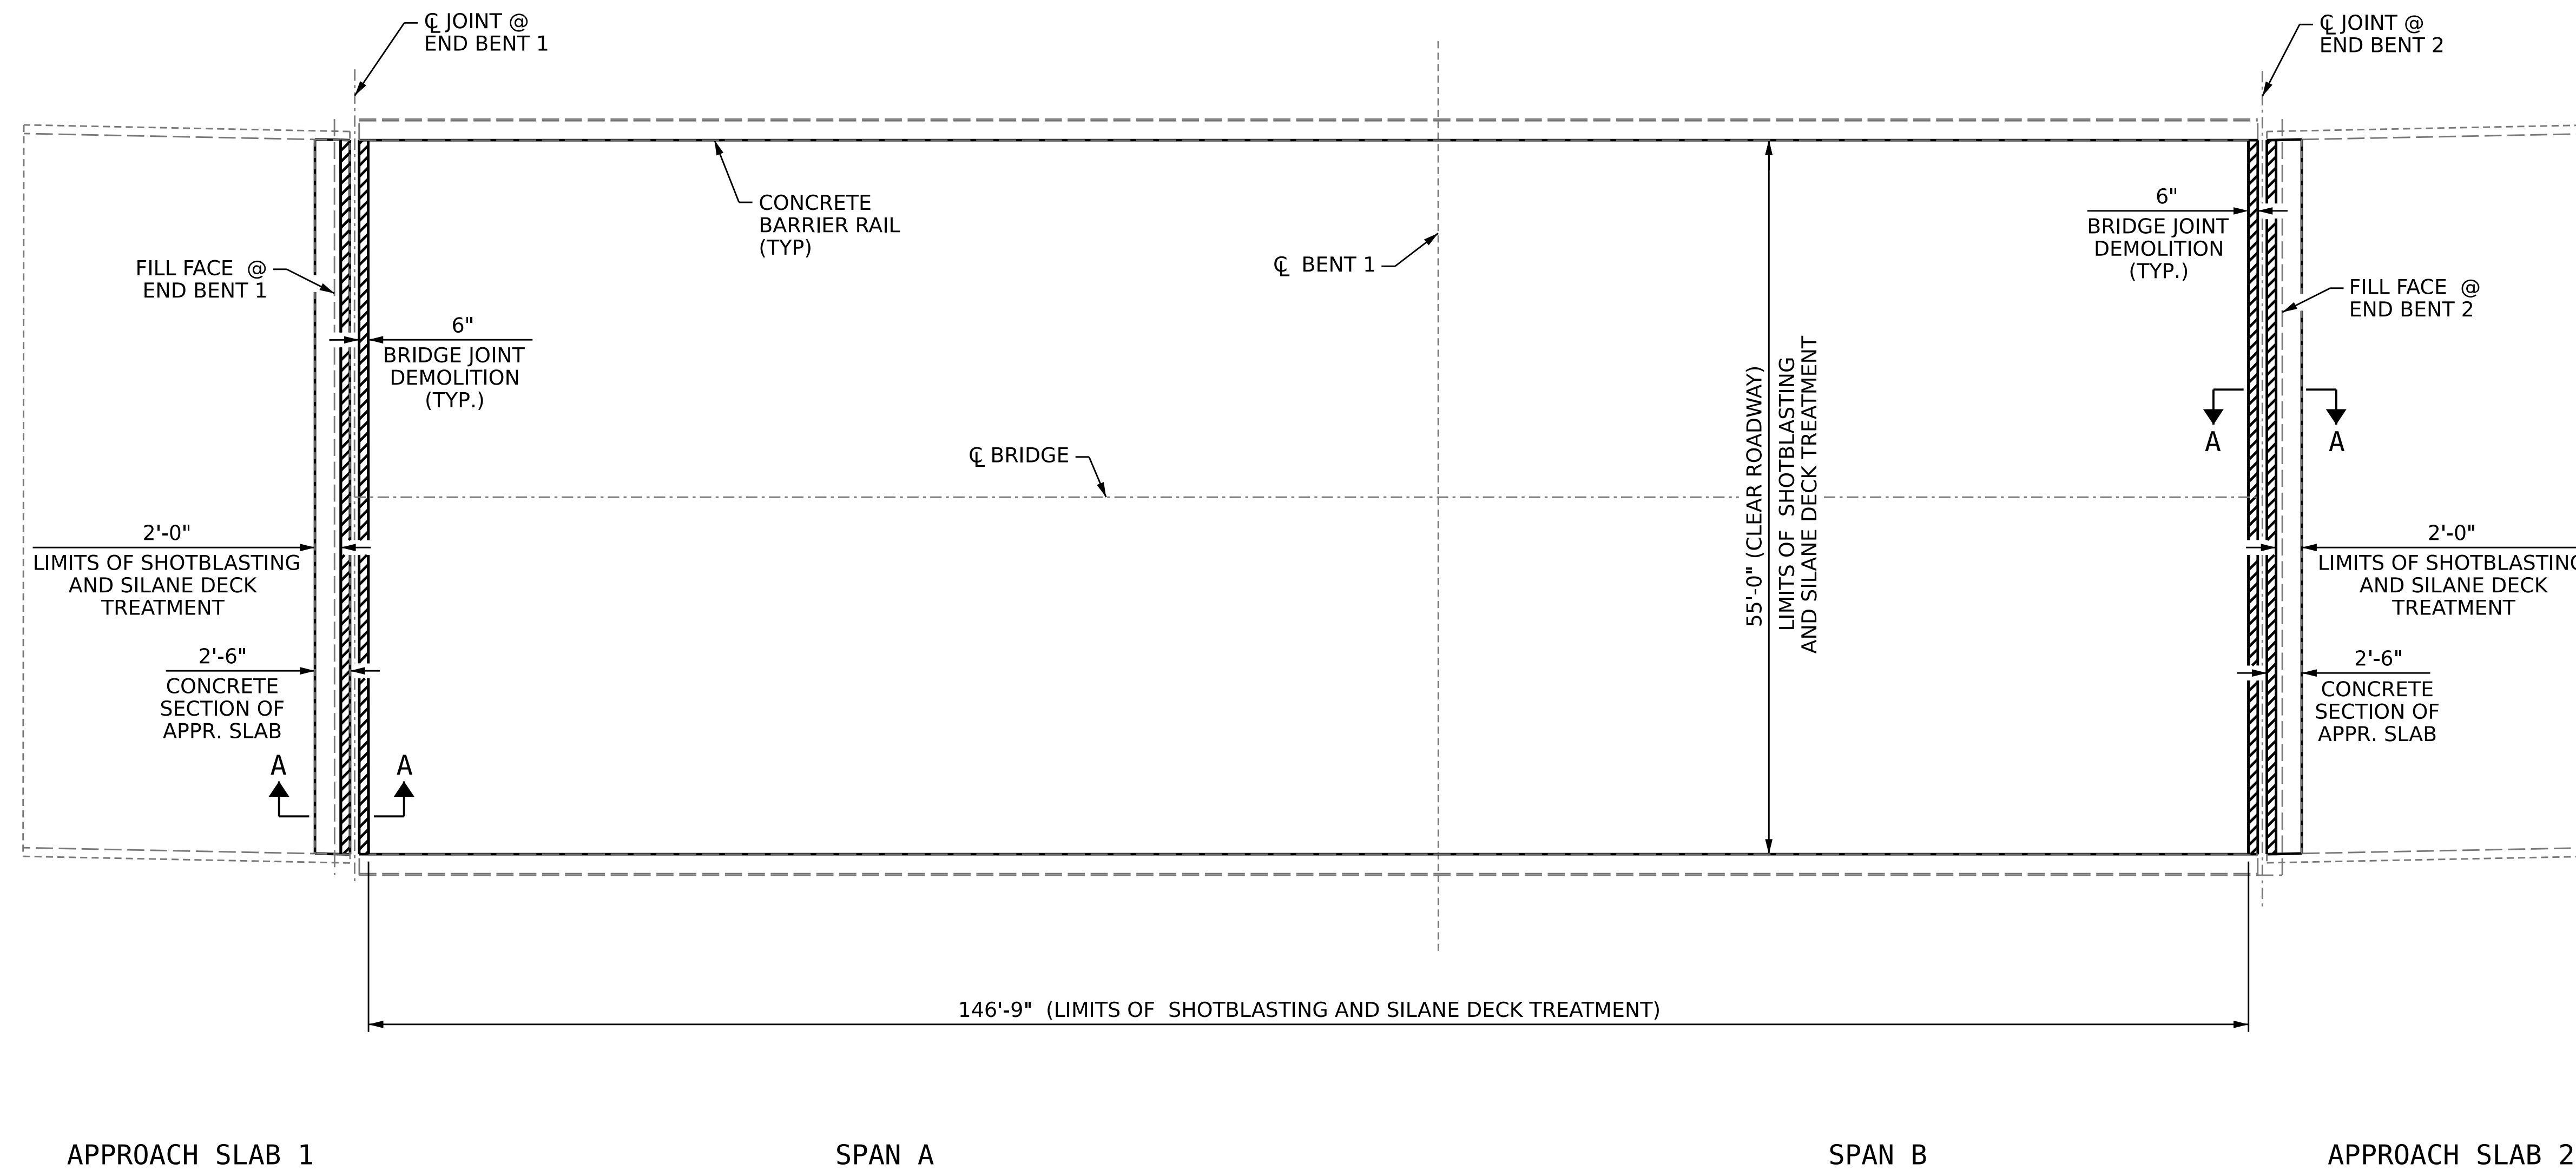 ℄ JOINT @
END BENT 1
℄ JOINT @
END BENT 2
CONCRETE
BARRIER RAIL
(TYP)
6"
BRIDGE JOINT
DEMOLITION
(TYP.)
FILL FACE @
END BENT 1
℄ BENT 1
FILL FACE @
END BENT 2
6"
BRIDGE JOINT
DEMOLITION
(TYP.)
55'-0" (CLEAR ROADWAY)
LIMITS OF SHOTBLASTING
AND SILANE DECK TREATMENT
A
A
℄ BRIDGE
2'-0"
LIMITS OF SHOTBLASTING
AND SILANE DECK
TREATMENT
2'-0"
LIMITS OF SHOTBLASTING
AND SILANE DECK
TREATMENT
2'-6"
CONCRETE
SECTION OF
APPR. SLAB
2'-6"
CONCRETE
SECTION OF
APPR. SLAB
A
A
146'-9" (LIMITS OF SHOTBLASTING AND SILANE DECK TREATMENT)
APPROACH SLAB 1
SPAN A
SPAN B
APPROACH SLAB 2